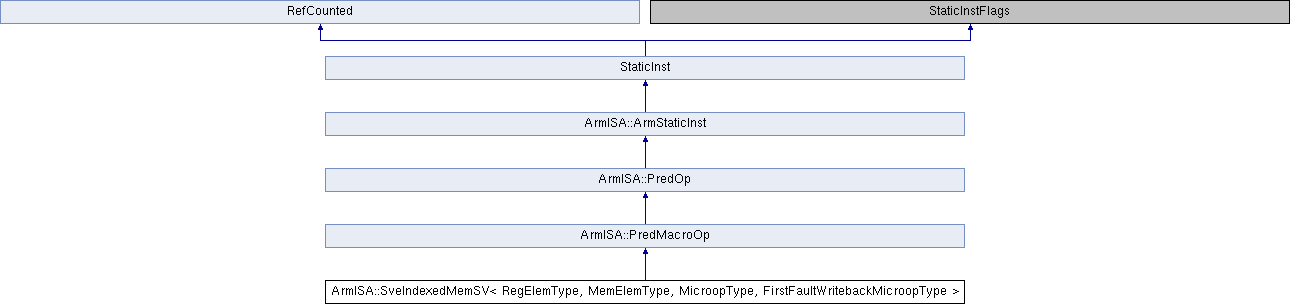 RefCounted
StaticInstFlags
StaticInst
ArmISA::ArmStaticInst
ArmISA::PredOp
ArmISA::PredMacroOp
ArmISA::SveIndexedMemSV< RegElemType, MemElemType, MicroopType, FirstFaultWritebackMicroopType >